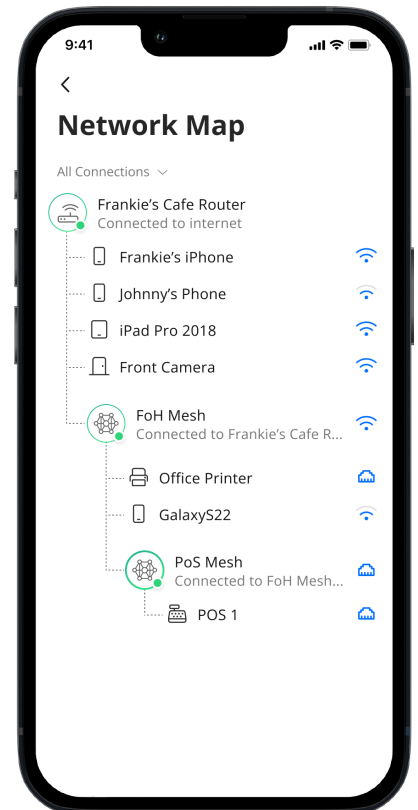 9:41
Network Map
All Connections
Frankie's Cafe Router
Connected to internet
Frankie's iPhone
Johnny's Phone
iPad Pro 2018
Front Camera
FoH Mesh
Connected to Frankie's Cafe R...
Office Printer
GalaxyS22
PoS Mesh
Connected to FoH Mesh...
POS 1